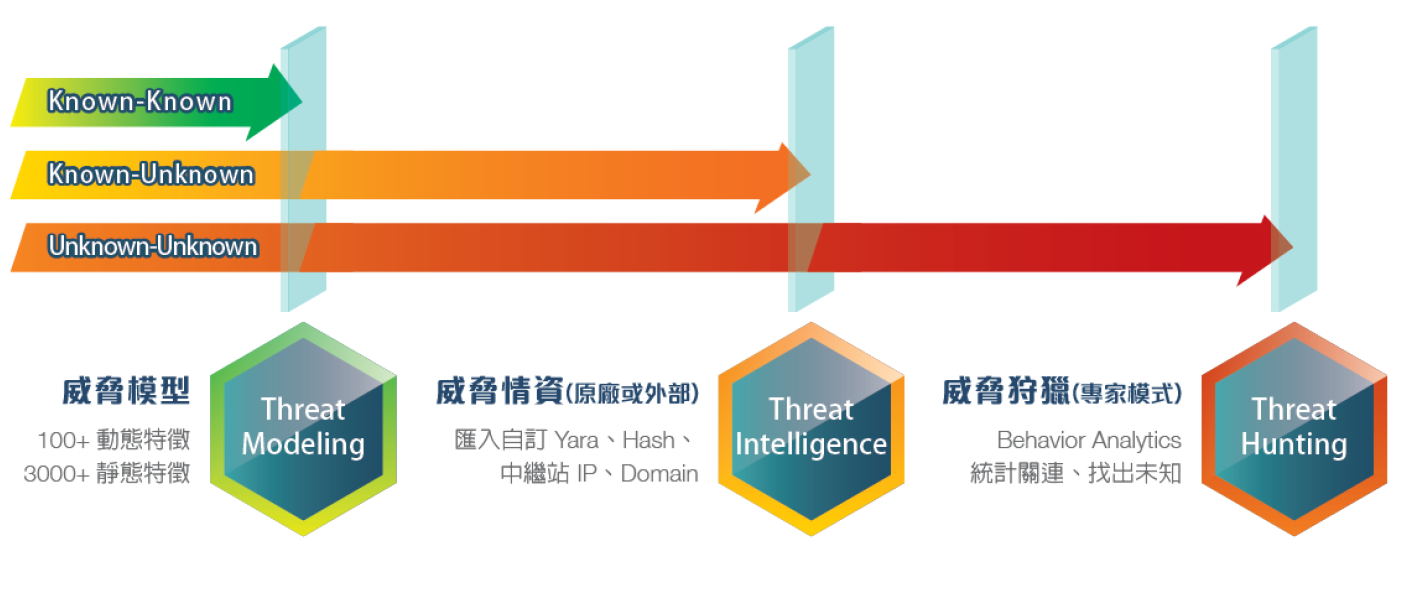 Known-Known
Known-Unknown
Unknown-Unknown
威脅模型
100+ 動態特徵
3000+ 靜態特徵
Threat
Modeling
威脅情資(原廠或外部)
匯入自訂 Yara、Hash、
中繼站 IP、Domain
Threat
Intelligence
威脅狩獵(專家模式)
Behavior Analytics
統計關連、找出未知
Threat
Hunting